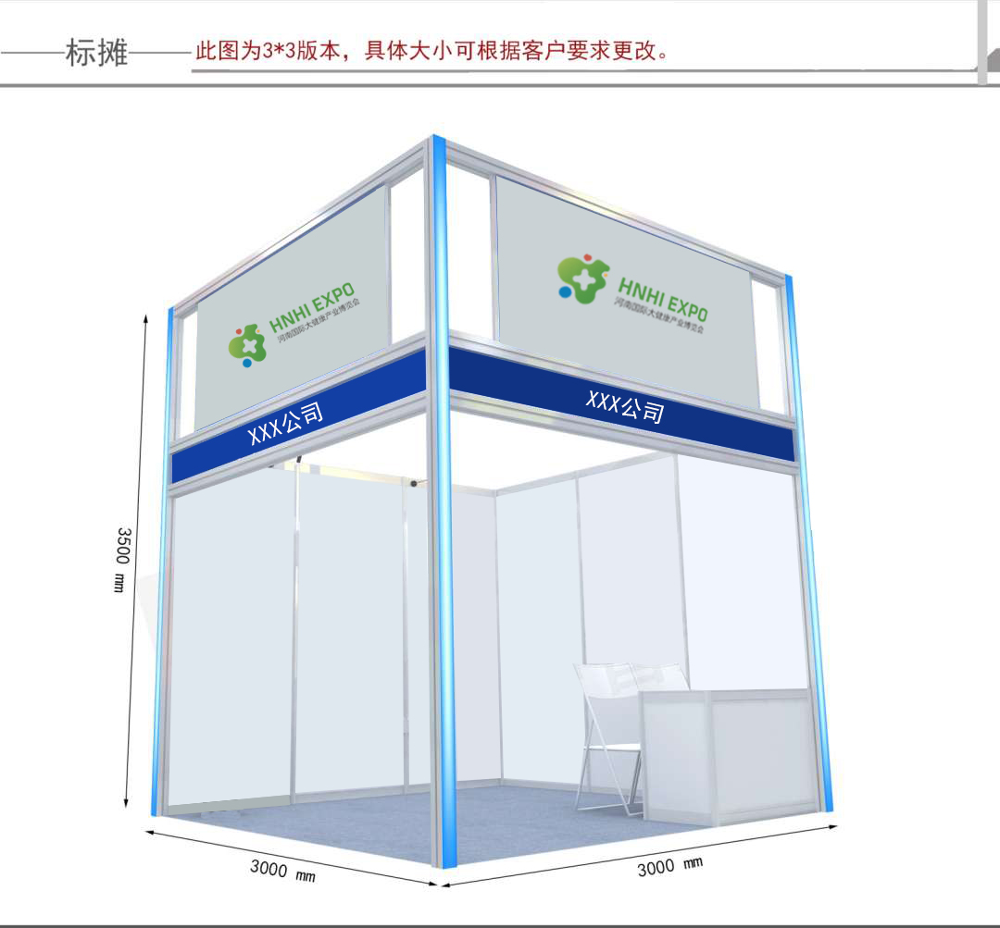 标摊
此图为3*3版本，具体大小可根据客户要求更改。
HNHI EXPO
河南国际大健康产业博览会
HNHI EXPO
河南国际大健康产业博览会
XXX公司
XXX公司
3500 mm
3000 mm
3000 mm